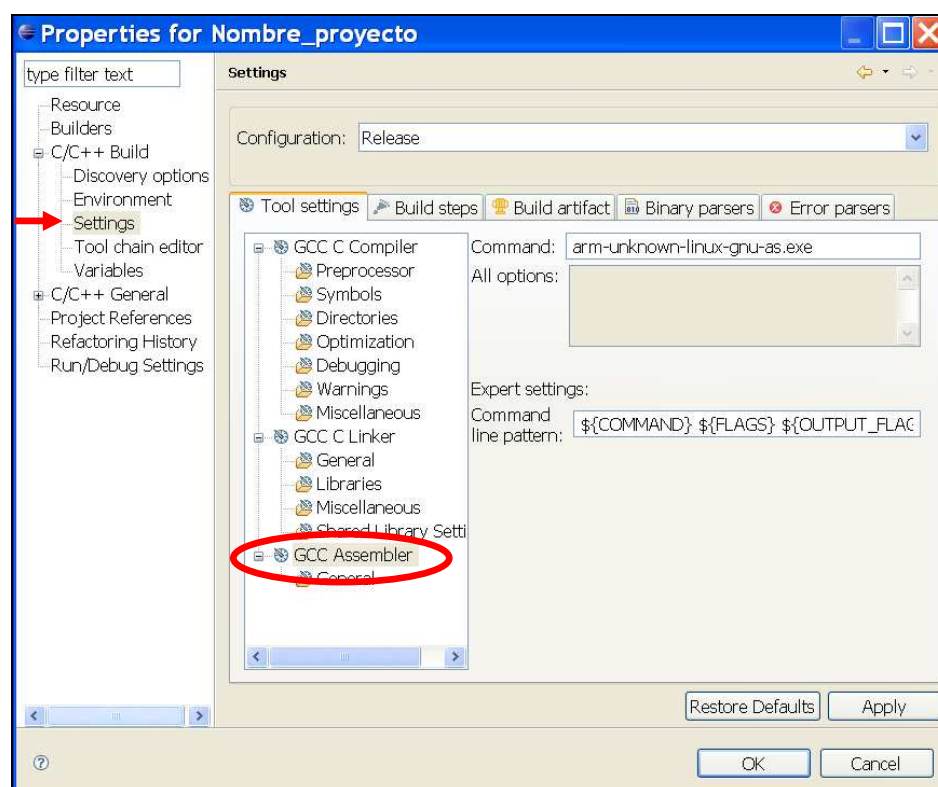 Properties for Nombre_proyecto
type filter text
Resource
Builders
C/C++ Build
Discovery options
Environment
Settings
Tool chain editor
Variables
C/C++ General
Project References
Refactoring History
Run/Debug Settings
Settings
Configuration: Release
Tool settings Build steps Build artifact Binary parsers Error parsers
GCC C Compiler
Preprocessor
Symbols
Directories
Optimization
Debugging
Warnings
Miscellaneous
GCC C Linker
General
Libraries
Miscellaneous
Shared Library Setti
GCC Assembler
General
Command: arm-unknown-linux-gnu-as.exe
All options:
Expert settings:
Command
line pattern: ${COMMAND} ${FLAGS} ${OUTPUT_FLAG
Restore Defaults Apply
OK Cancel